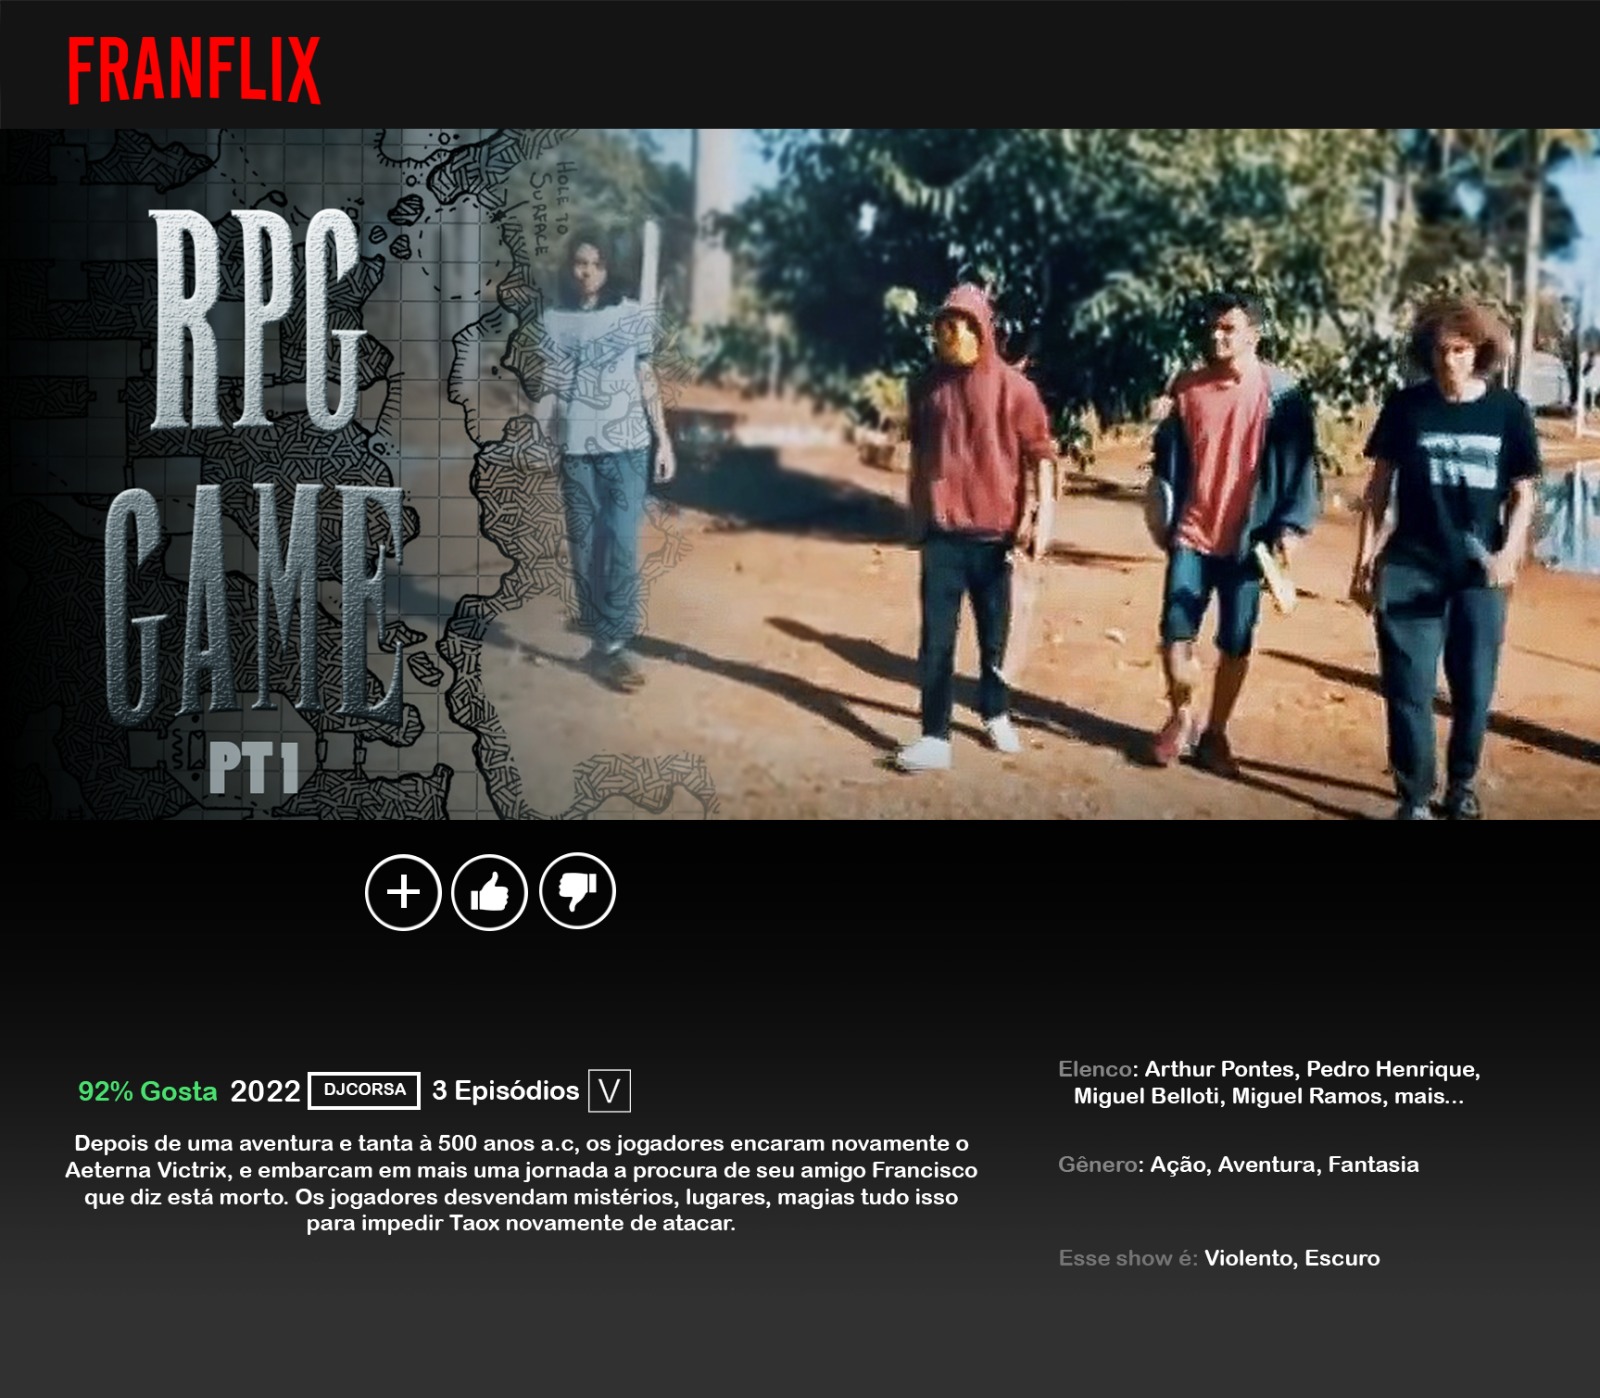 FRANFLIX
HOLE TO
SURFACE
RPG
GAME
PT 1
92% Gosta 2022 DJCORSA 3 Episódios V
Depois de uma aventura e tanta à 500 anos a.c, os jogadores encaram novamente o
Aeterna Victrix, e embarcam em mais uma jornada a procura de seu amigo Francisco
que diz está morto. Os jogadores desvendam mistérios, lugares, magias tudo isso
para impedir Taox novamente de atacar.
Elenco: Arthur Pontes, Pedro Henrique,
Miguel Belloti, Miguel Ramos, mais...
Gênero: Ação, Aventura, Fantasia
Esse show é: Violento, Escuro